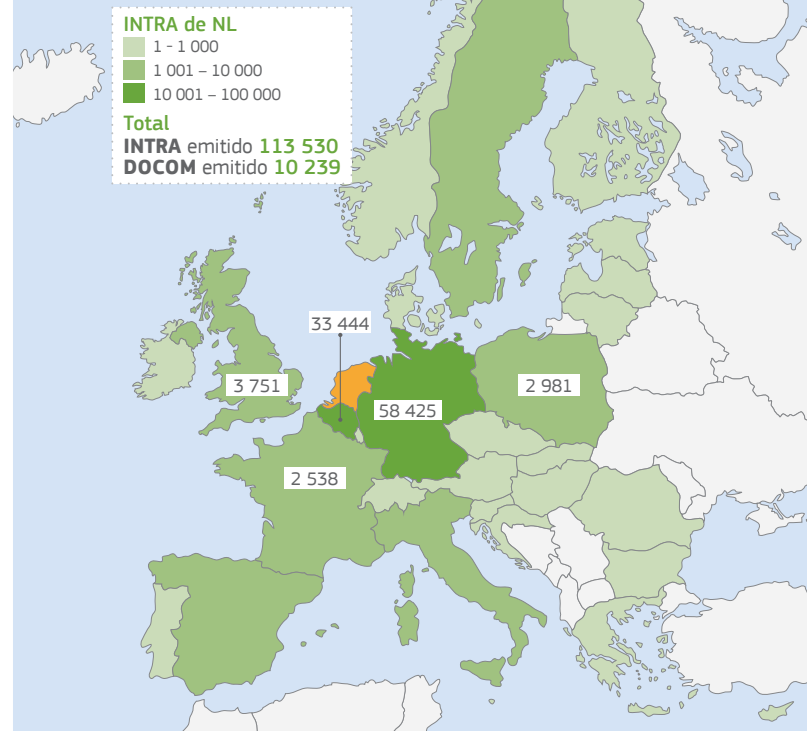 INTRA de NL
1 - 1 000
1 001 – 10 000
10 001 – 100 000
Total
INTRA emitido 113 530
DOCOM emitido 10 239
33 444
3 751
58 425
2 981
2 538